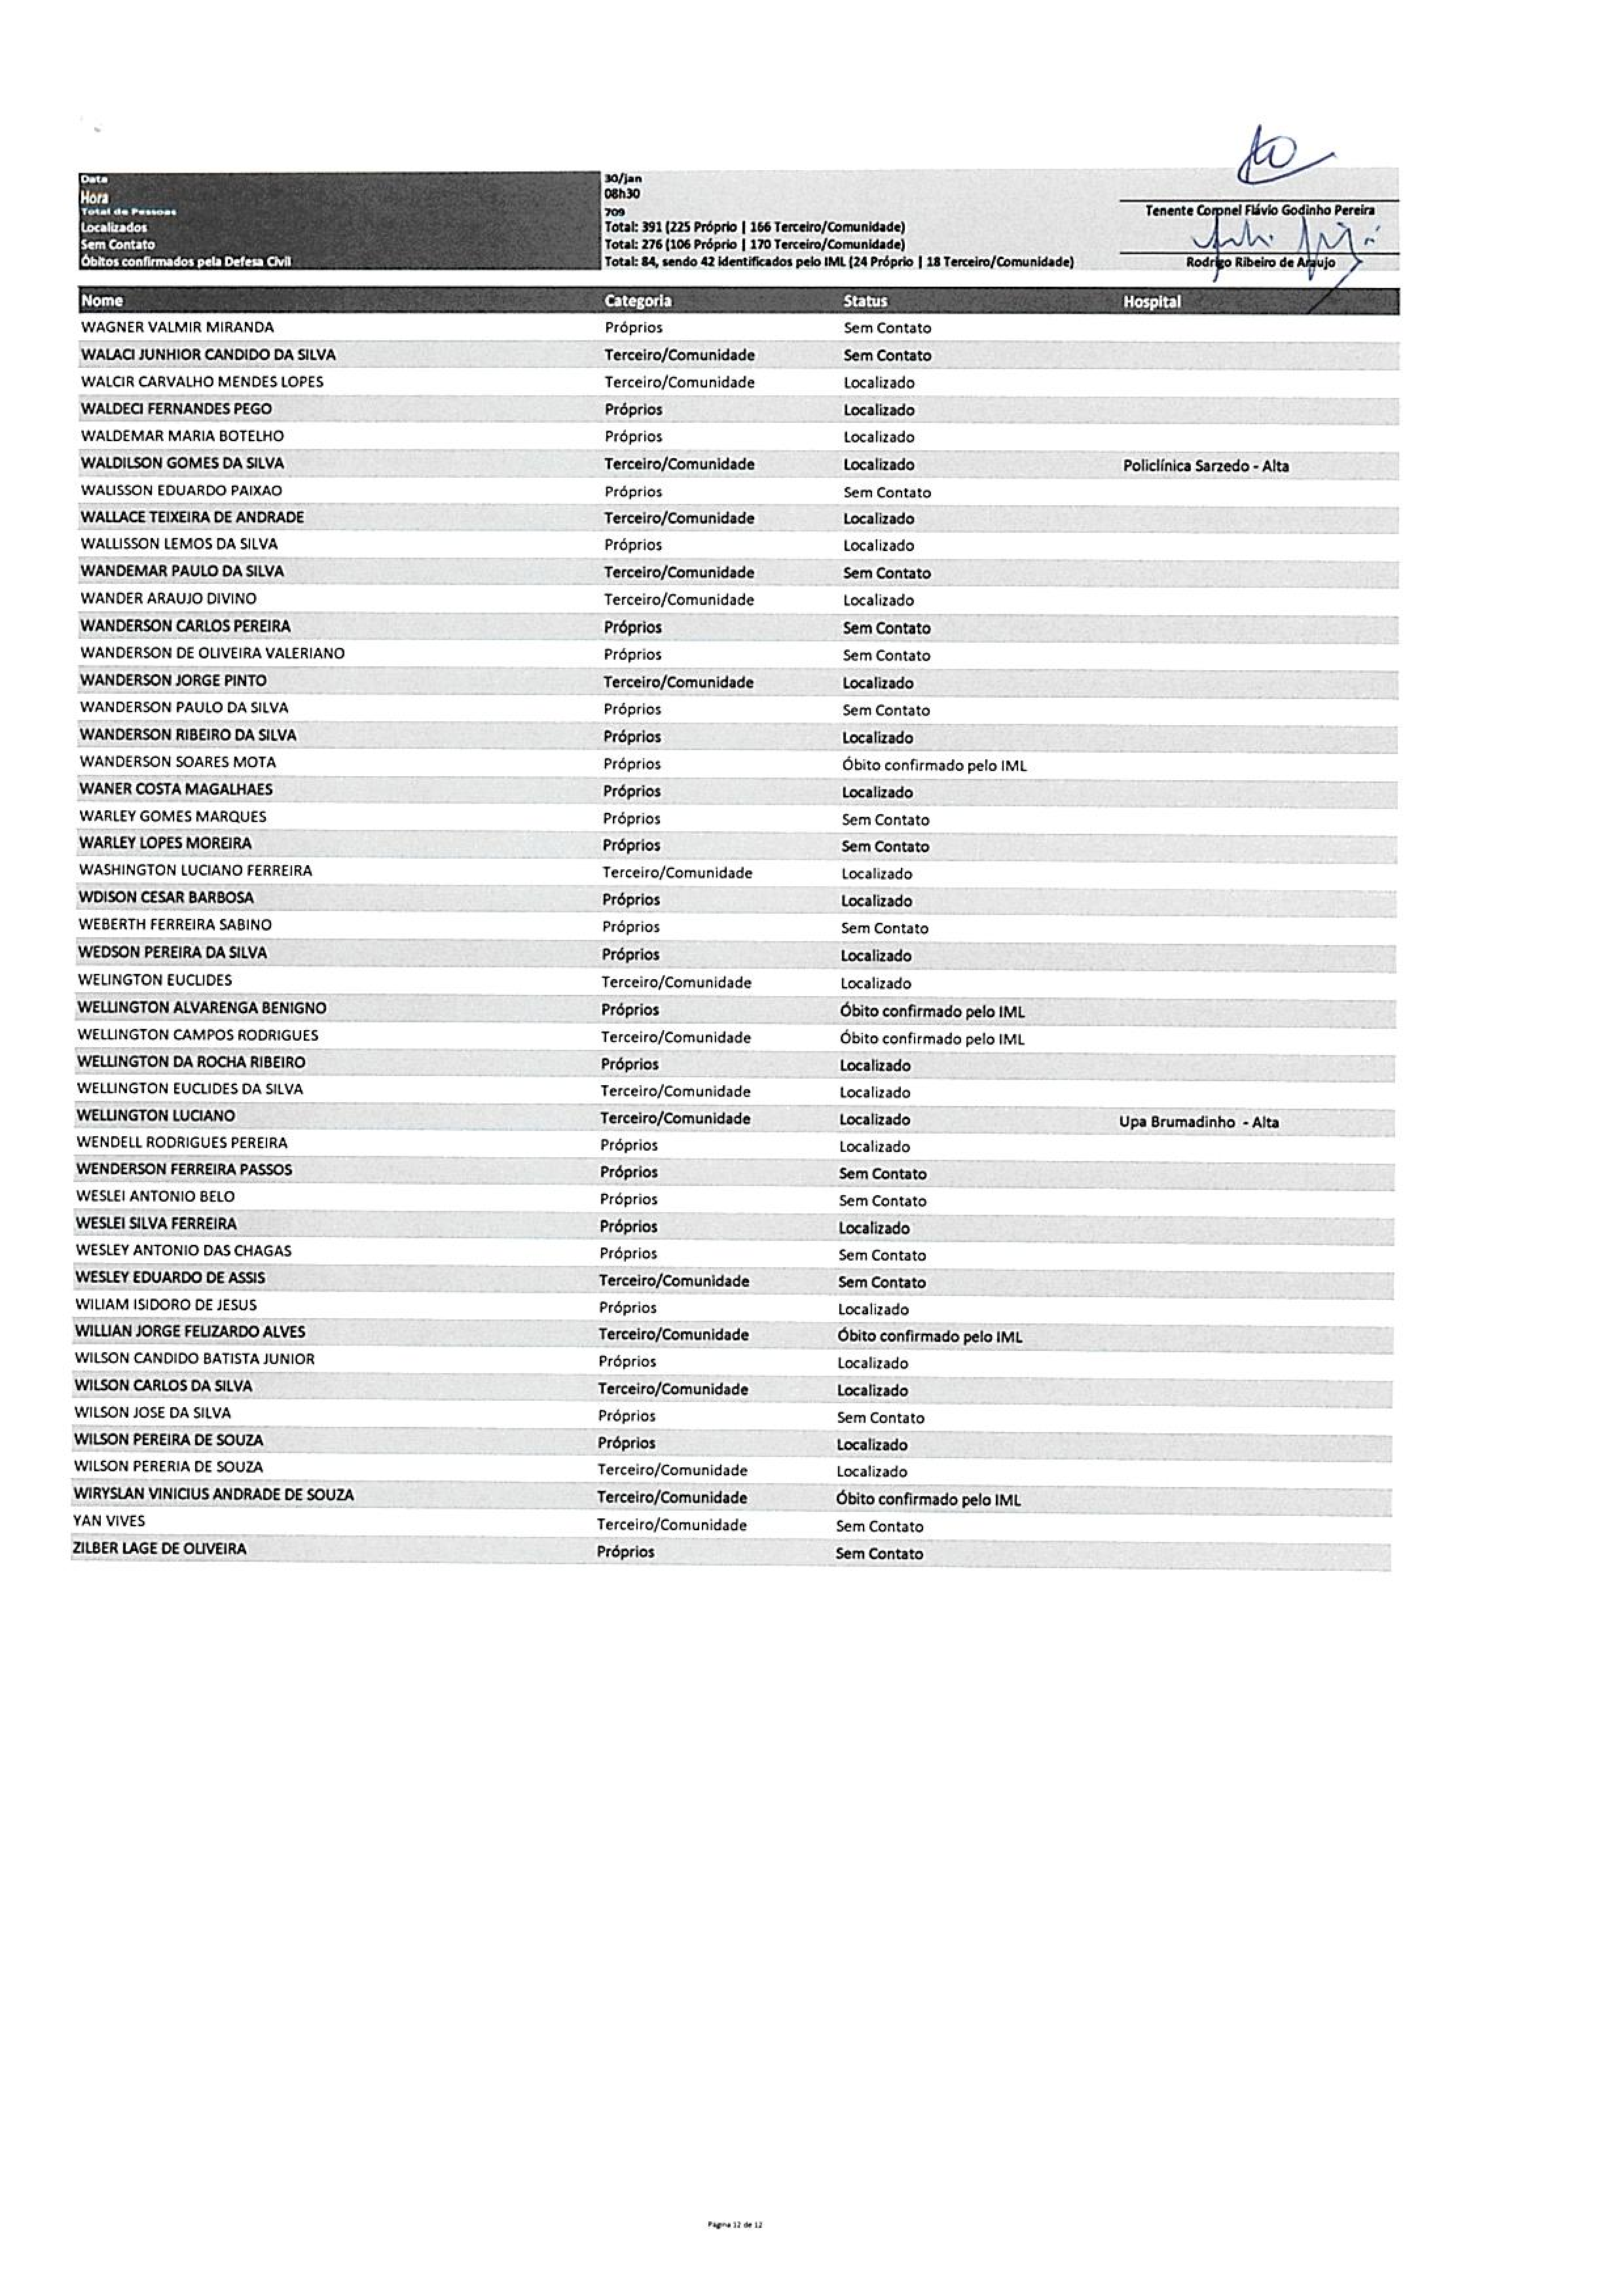 Data 30/jan
Hora 08h30
Total de Pessoas 709
Localizados Total: 391 (225 Próprio | 166 Terceiro/Comunidade)
Sem Contato Total: 276 (106 Próprio | 170 Terceiro/Comunidade)
Óbitos confirmados pela Defesa Civil Total: 84, sendo 42 identificados pelo IML (24 Próprio | 18 Terceiro/Comunidade)
Tenente Coronel Flávio Godinho Pereira
Rodrigo Ribeiro de Araujo
Nome Categoria Status Hospital
WAGNER VALMIR MIRANDA Próprios Sem Contato
WALACI JUNHIOR CANDIDO DA SILVA Terceiro/Comunidade Sem Contato
WALCIR CARVALHO MENDES LOPES Terceiro/Comunidade Localizado
WALDECI FERNANDES PEGO Próprios Localizado
WALDEMAR MARIA BOTELHO Próprios Localizado
WALDILSON GOMES DA SILVA Terceiro/Comunidade Localizado Policlínica Sarzedo - Alta
WALISSON EDUARDO PAIXAO Próprios Sem Contato
WALLACE TEIXEIRA DE ANDRADE Terceiro/Comunidade Localizado
WALLISSON LEMOS DA SILVA Próprios Localizado
WANDEMAR PAULO DA SILVA Terceiro/Comunidade Sem Contato
WANDER ARAUJO DIVINO Terceiro/Comunidade Localizado
WANDERSON CARLOS PEREIRA Próprios Sem Contato
WANDERSON DE OLIVEIRA VALERIANO Próprios Sem Contato
WANDERSON JORGE PINTO Terceiro/Comunidade Localizado
WANDERSON PAULO DA SILVA Próprios Sem Contato
WANDERSON RIBEIRO DA SILVA Próprios Localizado
WANDERSON SOARES MOTA Próprios Óbito confirmado pelo IML
WANER COSTA MAGALHAES Próprios Localizado
WARLEY GOMES MARQUES Próprios Sem Contato
WARLEY LOPES MOREIRA Próprios Sem Contato
WASHINGTON LUCIANO FERREIRA Terceiro/Comunidade Localizado
WDISON CESAR BARBOSA Próprios Localizado
WEBERTH FERREIRA SABINO Próprios Sem Contato
WEDSON PEREIRA DA SILVA Próprios Localizado
WELINGTON EUCLIDES Terceiro/Comunidade Localizado
WELLINGTON ALVARENGA BENIGNO Próprios Óbito confirmado pelo IML
WELLINGTON CAMPOS RODRIGUES Terceiro/Comunidade Óbito confirmado pelo IML
WELLINGTON DA ROCHA RIBEIRO Próprios Localizado
WELLINGTON EUCLIDES DA SILVA Terceiro/Comunidade Localizado
WELLINGTON LUCIANO Terceiro/Comunidade Localizado Upa Brumadinho - Alta
WENDELL RODRIGUES PEREIRA Próprios Localizado
WENDERSON FERREIRA PASSOS Próprios Sem Contato
WESLEI ANTONIO BELO Próprios Sem Contato
WESLEI SILVA FERREIRA Próprios Localizado
WESLEY ANTONIO DAS CHAGAS Próprios Sem Contato
WESLEY EDUARDO DE ASSIS Terceiro/Comunidade Sem Contato
WILIAM ISIDORO DE JESUS Próprios Localizado
WILLIAN JORGE FELIZARDO ALVES Terceiro/Comunidade Óbito confirmado pelo IML
WILSON CANDIDO BATISTA JUNIOR Próprios Localizado
WILSON CARLOS DA SILVA Terceiro/Comunidade Localizado
WILSON JOSE DA SILVA Próprios Sem Contato
WILSON PEREIRA DE SOUZA Próprios Localizado
WILSON PERERIA DE SOUZA Terceiro/Comunidade Localizado
WIRYSLAN VINICIUS ANDRADE DE SOUZA Terceiro/Comunidade Óbito confirmado pelo IML
YAN VIVES Terceiro/Comunidade Sem Contato
ZILBER LAGE DE OLIVEIRA Próprios Sem Contato
Página 12 de 12